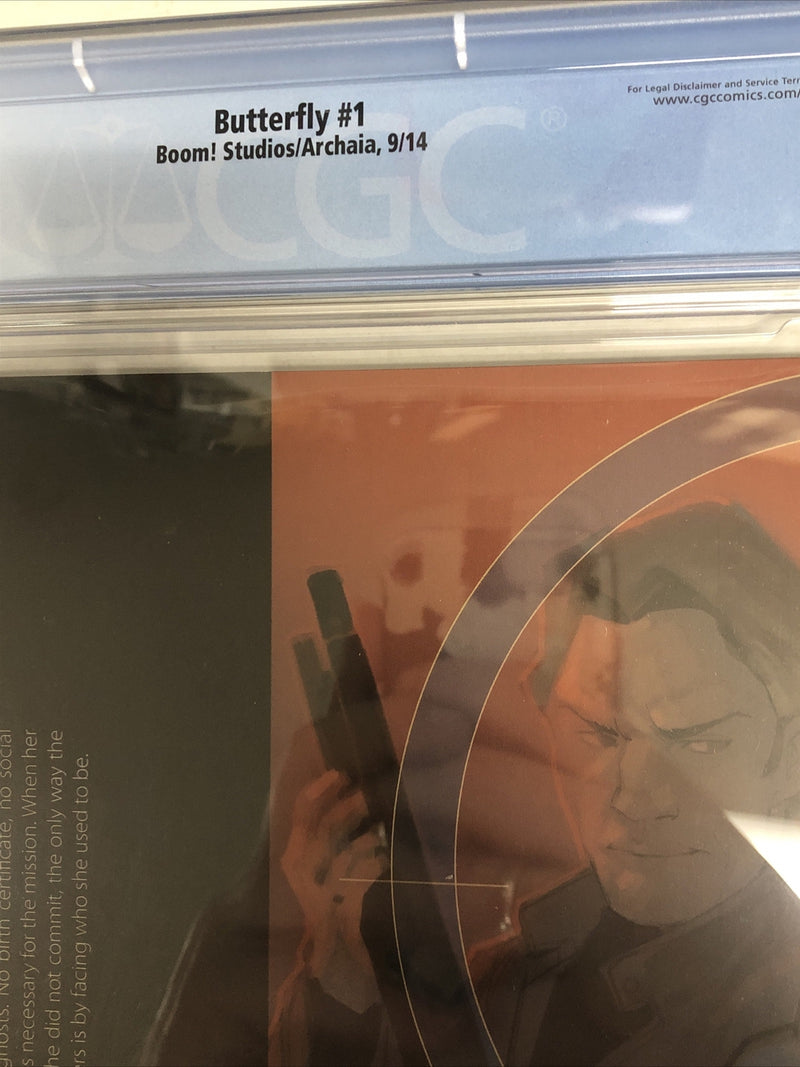 For Legal Disclaimer and Service Ter
www.cgccomics.com/
Butterfly #1
Boom! Studios/Archaia, 9/14
CGC®
ghosts. No birth certificate, no social
s necessary for the mission. When her
he did not commit, the only way the
rs is by facing who she used to be.